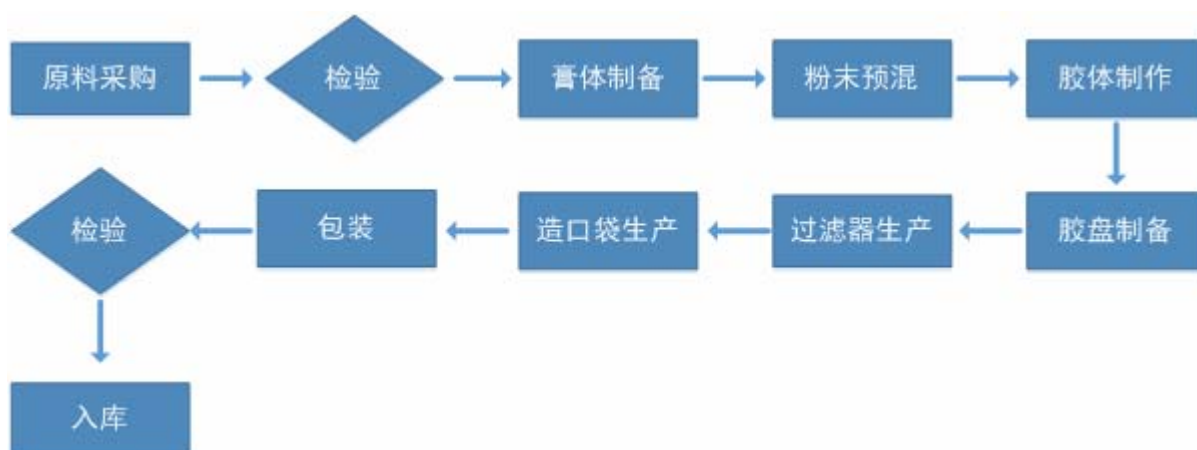 原料采购
检验
膏体制备
粉末预混
胶体制作
胶盘制备
过滤器生产
造口袋生产
包装
检验
入库